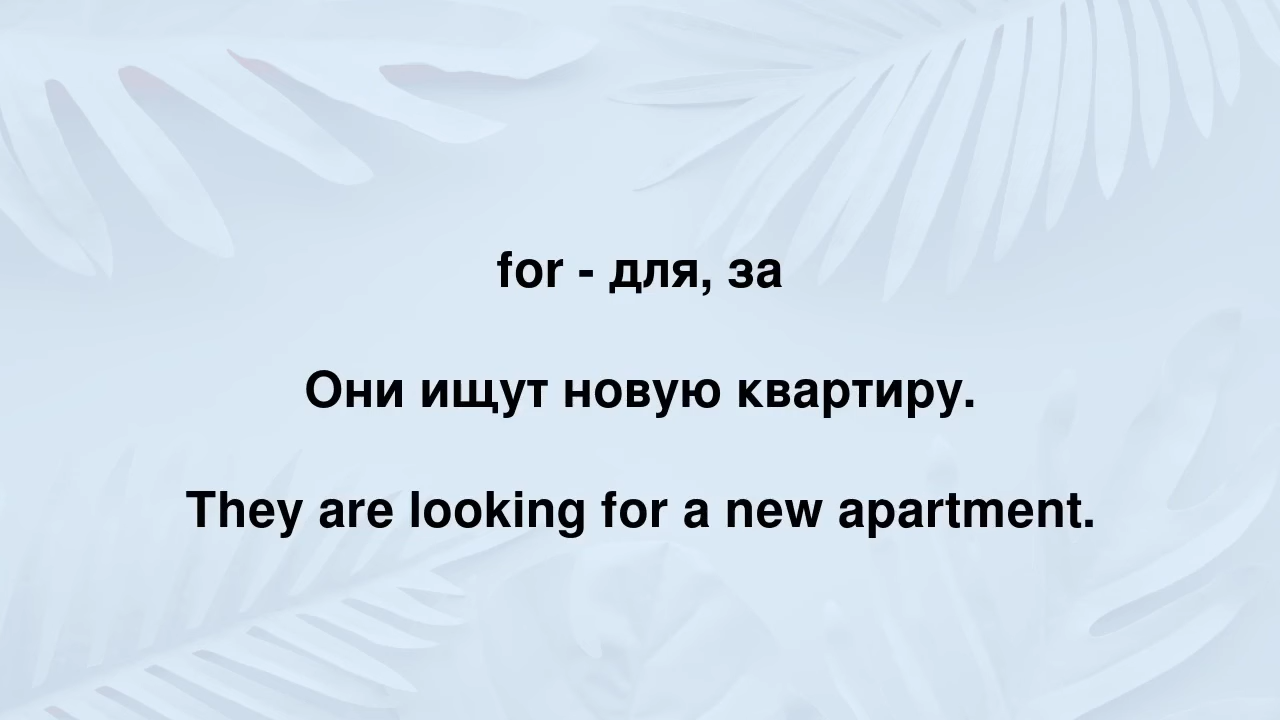 for - для, за
Они ищут новую квартиру.
They are looking for a new apartment.